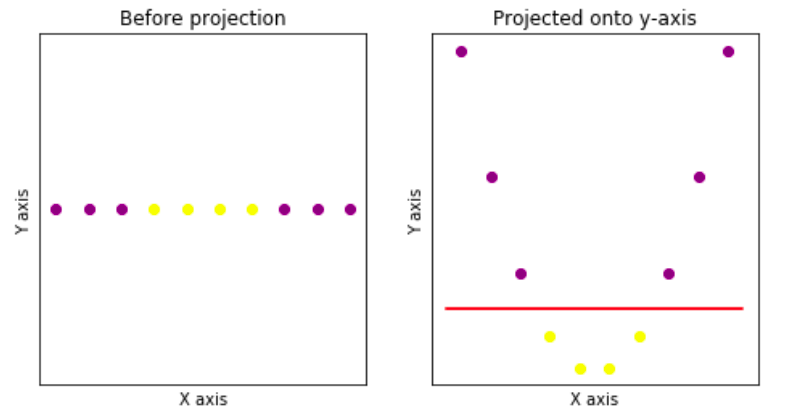 Before projection
Y axis
X axis
Projected onto y-axis
Y axis
X axis